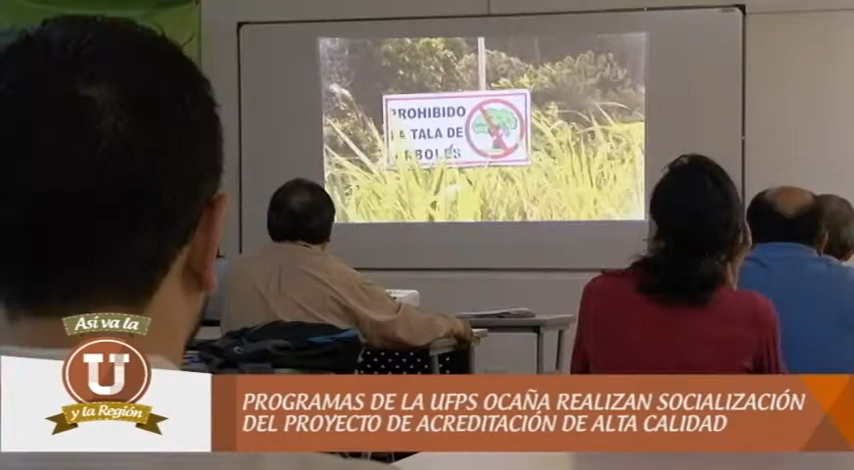 PROHIBIDO
LA TALA DE
ARBOLES
Así va la
U
y la Región
PROGRAMAS DE LA UFPS OCAÑA REALIZAN SOCIALIZACIÓN
DEL PROYECTO DE ACREDITACIÓN DE ALTA CALIDAD